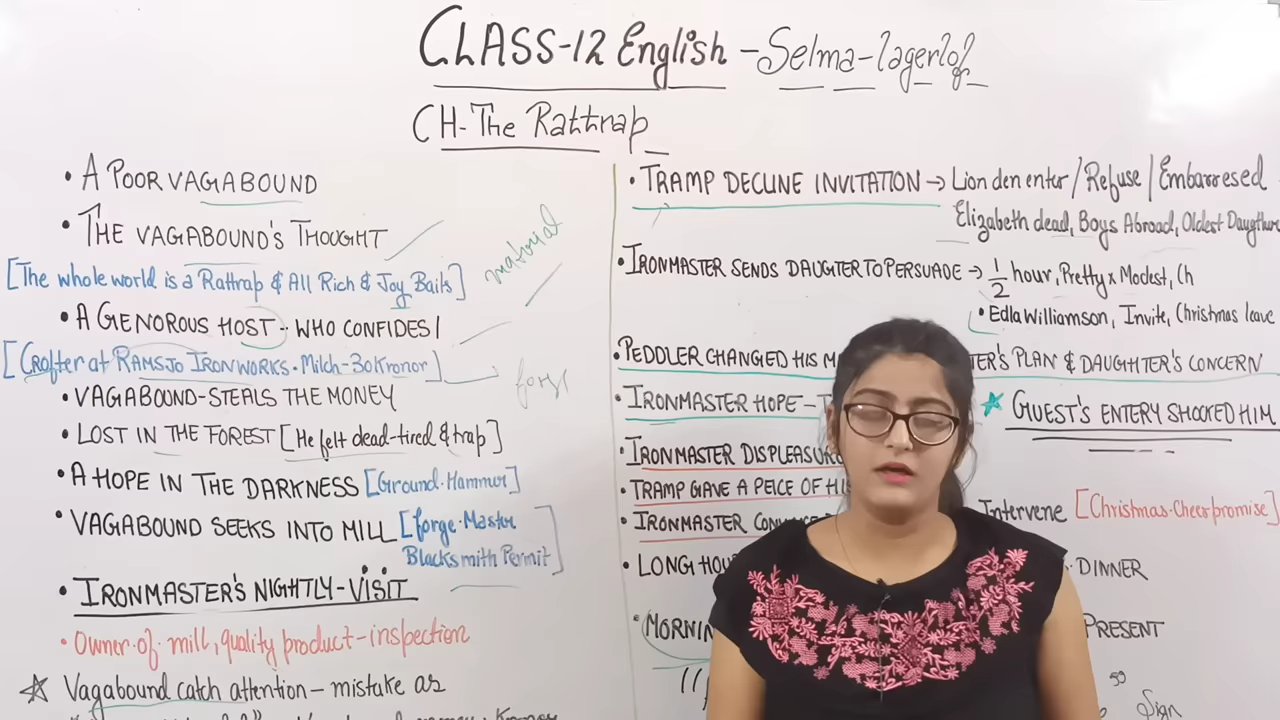 CLASS-12 English - Selma-lagerlof
CH-The Rattrap
• A POOR VAGABOUND
• THE VAGABOUND'S THOUGHT
[The whole world is a Rattrap & All Rich & Joy Baits]
material
• A GENOROUS HOST - WHO CONFIDES!
[Crofter at RAMSJO IRONWORKS. Milch-30 Kronor]
forge
• VAGABOUND-STEALS THE MONEY
• LOST IN THE FOREST [He felt dead-tired & trap]
• A HOPE IN THE DARKNESS [Ground-Hammer]
• VAGABOUND SEEKS INTO MILL [forge-Master
Blacksmith Permit]
• IRONMASTER'S NIGHTLY-VISIT
• Owner of mill, quality product-inspection
☆ Vagabound catch attention - mistake as
• TRAMP DECLINE INVITATION → Lion den enter / Refuse / Embarresed
Elizabeth dead, Boys Abroad, Oldest
• IRONMASTER SENDS DAUGTER TO PERSUADE → 1/2 hour, Pretty x Modest, Ch
• Edla Williamson, Invite, Christmas leave
• PEDDLER CHANGED HIS M TER'S PLAN & DAUGHTER'S CONCERN
• IRONMASTER HOPE - T ★ GUEST'S ENTERY SHOCKED HIM
• IRONMASTER DISPLEASUR
• TRAMP GAVE A PEICE OF HI
• IRONMASTER Intervene [Christmas-Cheer promise]
• LONG HOU DINNER
• MORNIN PRESENT
Sign